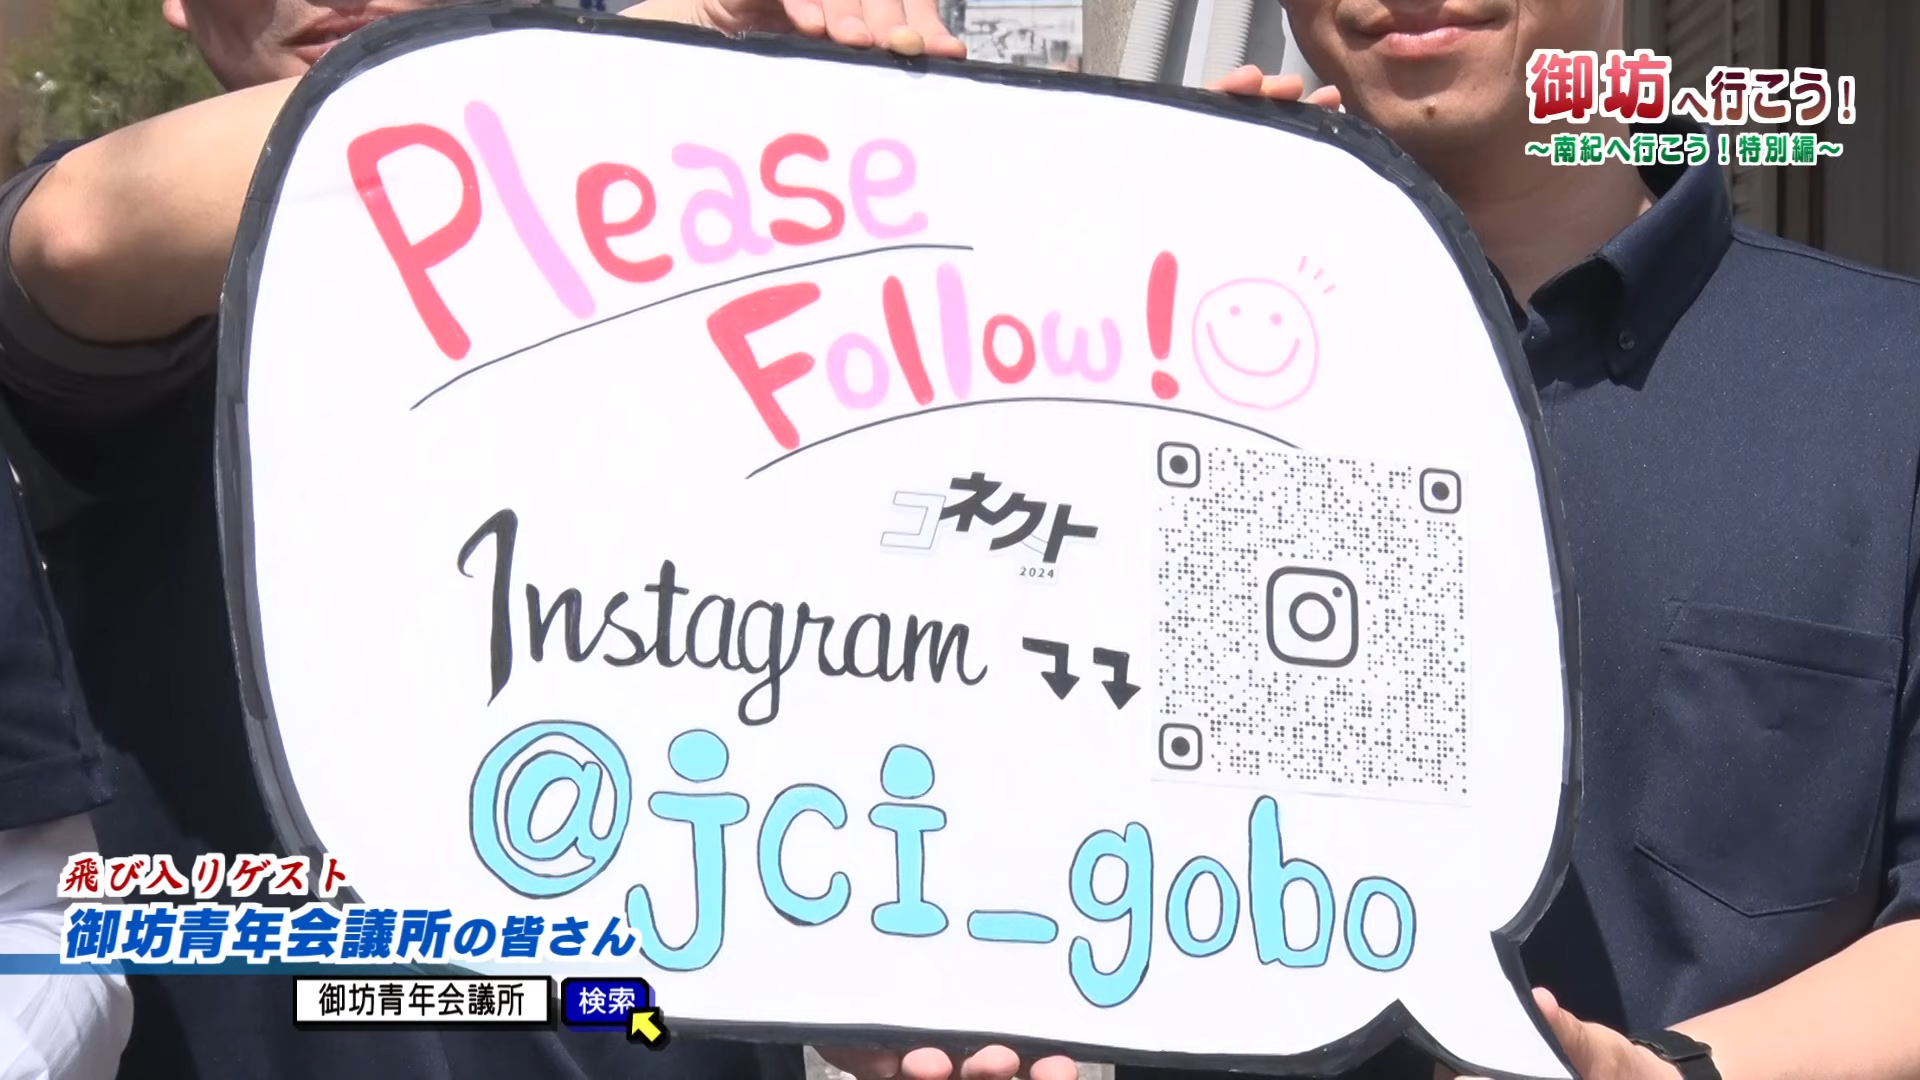 御坊へ行こう!
~南紀へ行こう!特別編~
Please
Follow!
コネクト
2024
Instagram
@jci_gobo
飛び入りゲスト
御坊青年会議所の皆さん
御坊青年会議所 検索